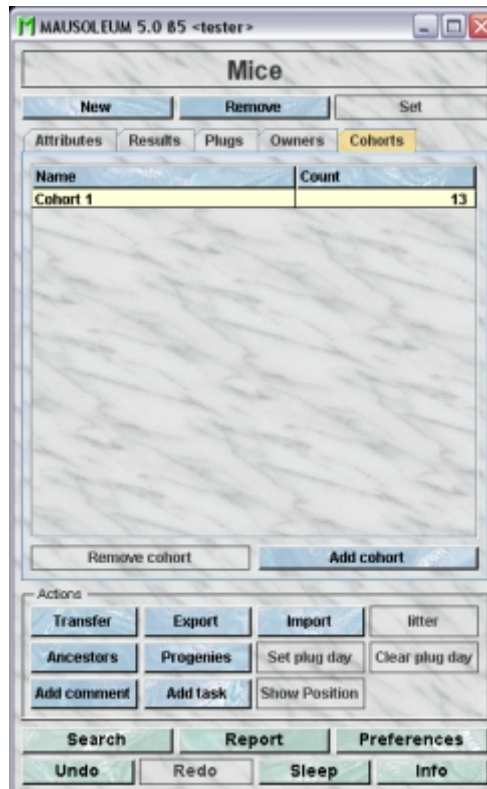 MAUSOLEUM 5.0 ß5 <tester>
Mice
New Remove Set
Attributes Results Plugs Owners Cohorts
Name Count
Cohort 1 13
Remove cohort Add cohort
Actions
Transfer Export Import litter
Ancestors Progenies Set plug day Clear plug day
Add comment Add task Show Position
Search Report Preferences
Undo Redo Sleep Info